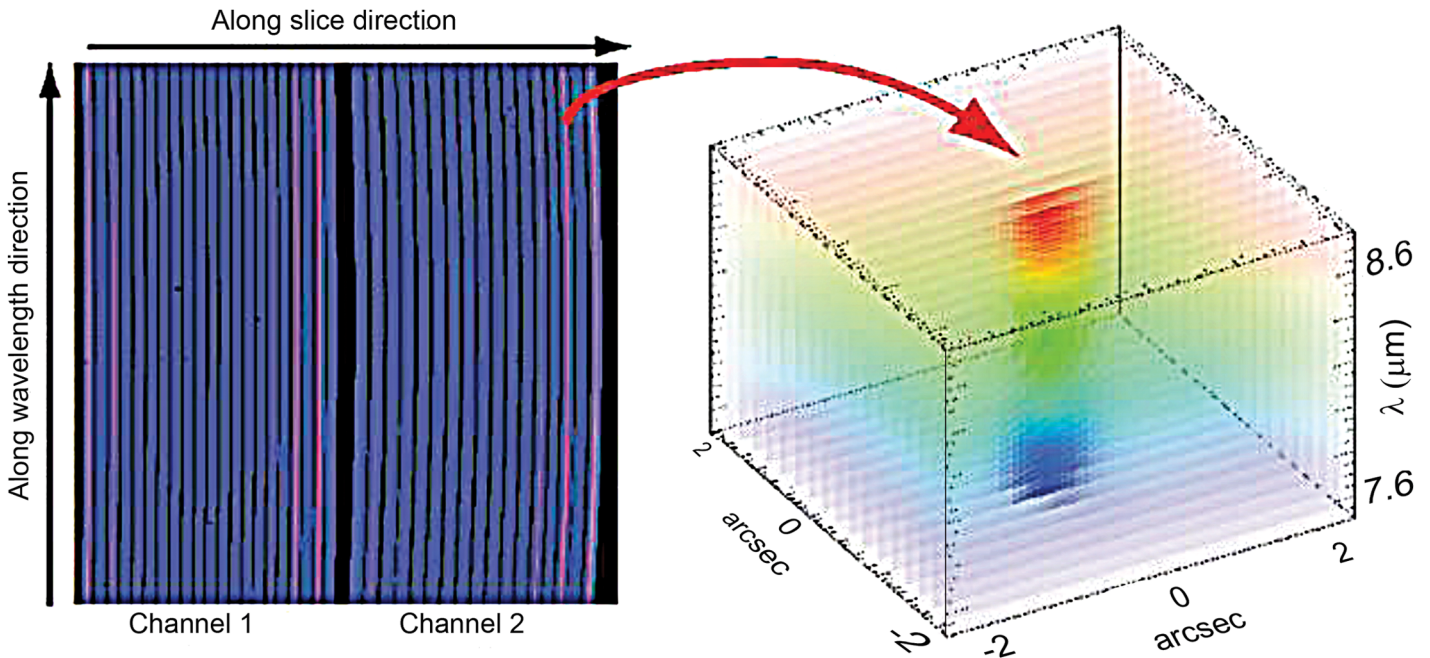 Along slice direction
Along wavelength direction
Channel 1
Channel 2
8.6
λ (μm)
7.6
2
0
arcsec
-2
-2
0
arcsec
2